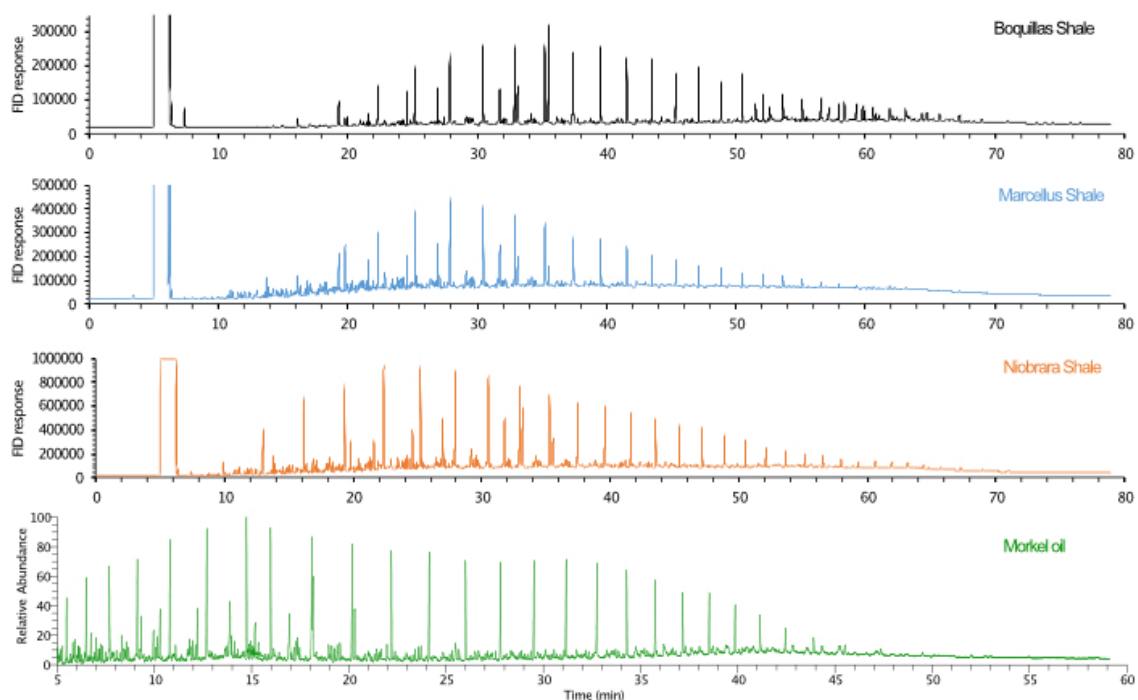 Boquillas Shale
FID response
300000
200000
100000
0
0 10 20 30 40 50 60 70 80
Marcellus Shale
FID response
500000
400000
300000
200000
100000
0
0 10 20 30 40 50 60 70 80
Niobrara Shale
FID response
1000000
800000
600000
400000
200000
0
0 10 20 30 40 50 60 70 80
Morkel oil
Relative Abundance
100
80
60
40
20
0
5 10 15 20 25 30 35 40 45 50 55 60
Time (min)